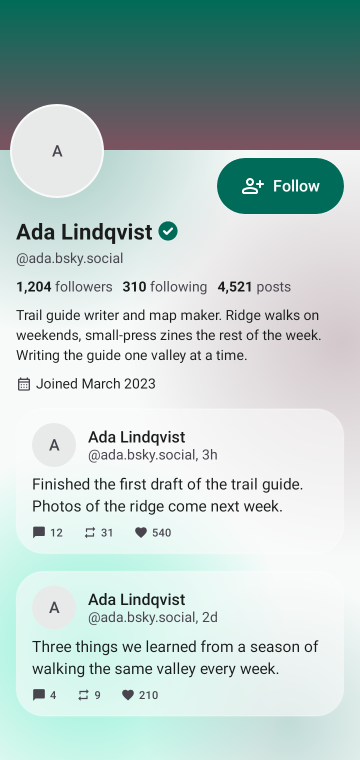 A
Follow
Ada Lindqvist
@ada.bsky.social
1,204 followers 310 following 4,521 posts
Trail guide writer and map maker. Ridge walks on
weekends, small-press zines the rest of the week.
Writing the guide one valley at a time.
Joined March 2023
A
Ada Lindqvist
@ada.bsky.social, 3h
Finished the first draft of the trail guide.
Photos of the ridge come next week.
12 31 540
A
Ada Lindqvist
@ada.bsky.social, 2d
Three things we learned from a season of
walking the same valley every week.
4 9 210